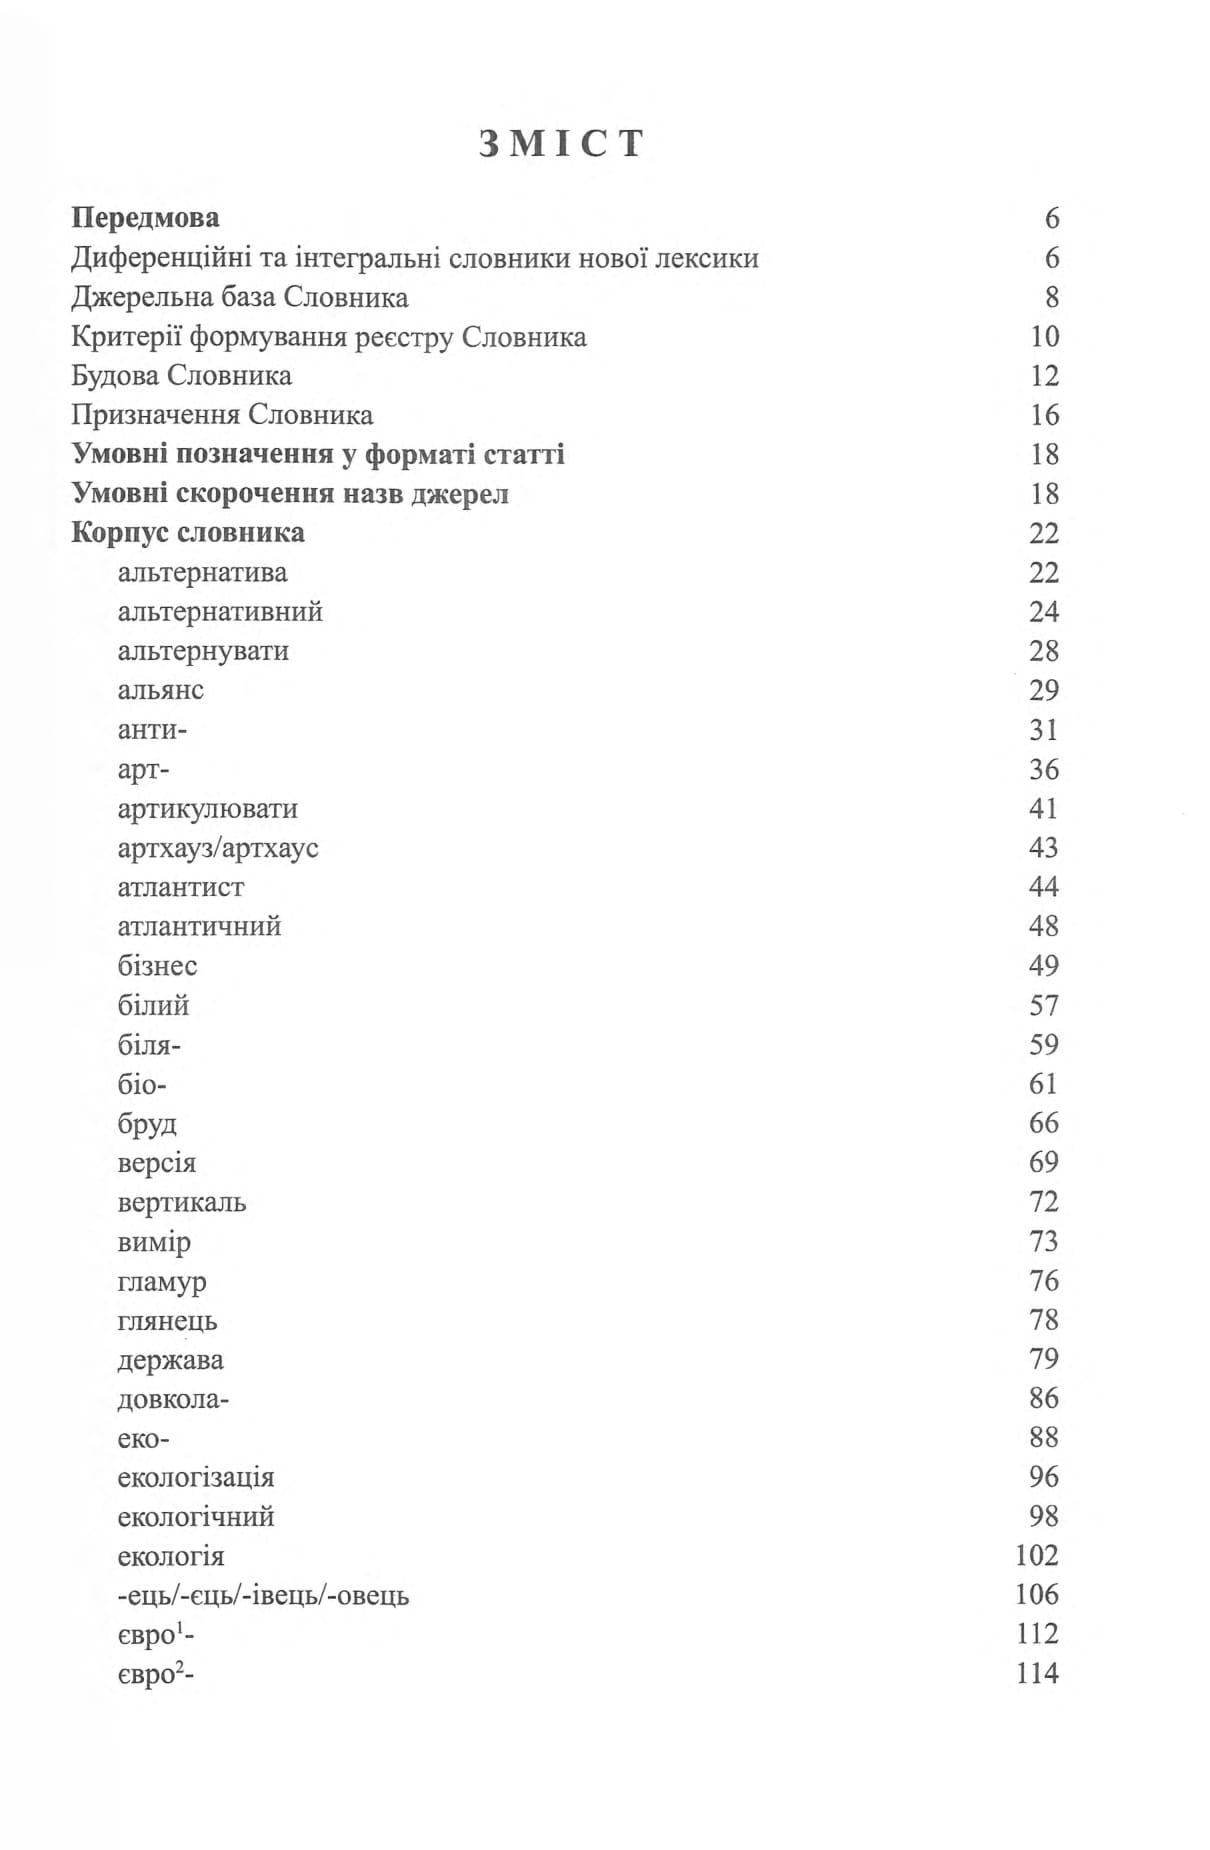 ЗМІСТ
Передмова 6
Диференційні та інтегральні словники нової лексики 6
Джерельна база Словника 8
Критерії формування реєстру Словника 10
Будова Словника 12
Призначення Словника 16
Умовні позначення у форматі статті 18
Умовні скорочення назв джерел 18
Корпус словника 22
альтернатива 22
альтернативний 24
альтернувати 28
альянс 29
анти- 31
арт- 36
артикулювати 41
артхауз/артхаус 43
атлантист 44
атлантичний 48
бізнес 49
білий 57
біля- 59
біо- 61
бруд 66
версія 69
вертикаль 72
вимір 73
гламур 76
глянець 78
держава 79
довкола- 86
еко- 88
екологізація 96
екологічний 98
екологія 102
-ець/-єць/-івець/-овець 106
євро¹- 112
євро²- 114